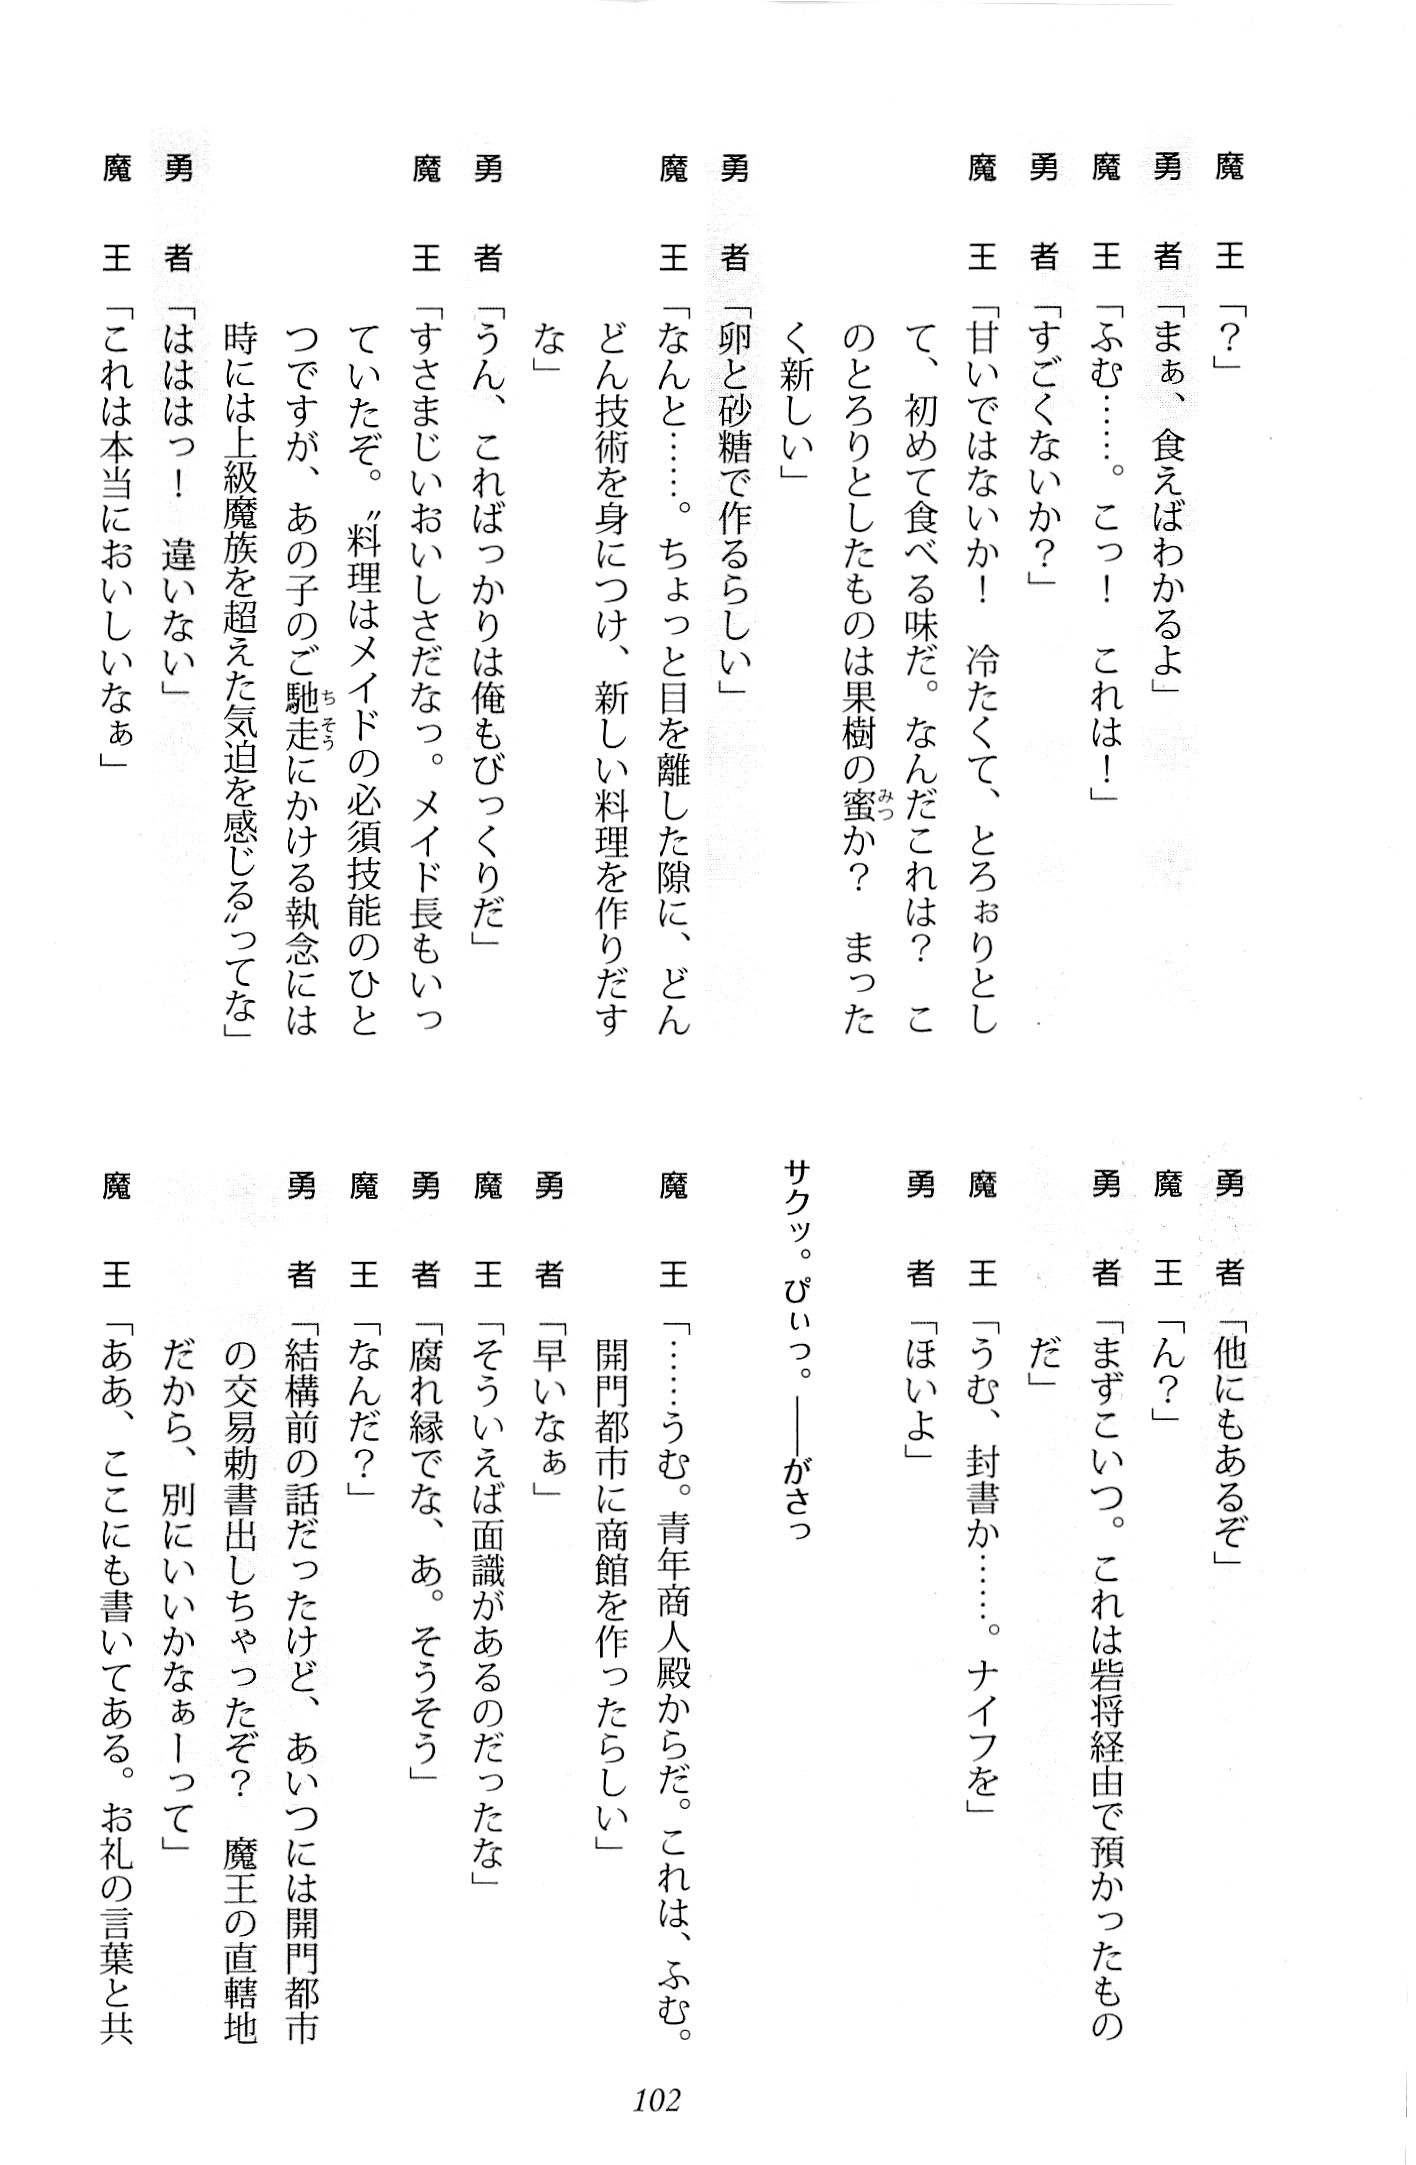 魔王「？」
勇者「まぁ、食えばわかるよ」
魔王「ふむ……。こっ！　これは！」
勇者「すごくないか？」
魔王「甘いではないか！　冷たくて、とろぉりとし
て、初めて食べる味だ。なんだこれは？　こ
のとろりとしたものは果樹の蜜か？　まった
く新しい」
勇者「卵と砂糖で作るらしい」
魔王「なんと……。ちょっと目を離した隙に、どん
どん技術を身につけ、新しい料理を作りだす
な」
勇者「うん、こればっかりは俺もびっくりだ」
魔王「すさまじいおいしさだなっ。メイド長もいっ
ていたぞ。〝料理はメイドの必須技能のひと
つですが、あの子のご馳走にかける執念には
時には上級魔族を超えた気迫を感じる〟ってな」
勇者「はははっ！　違いない」
魔王「これは本当においしいなぁ」
勇者「他にもあるぞ」
魔王「ん？」
勇者「まずこいつ。これは砦将経由で預かったもの
だ」
魔王「うむ、封書か……。ナイフを」
勇者「ほいよ」
サクッ。ぴぃっ。――がさっ
魔王「……うむ。青年商人殿からだ。これは、ふむ。
開門都市に商館を作ったらしい」
勇者「早いなぁ」
魔王「そういえば面識があるのだったな」
勇者「腐れ縁でな、あ。そうそう」
魔王「なんだ？」
勇者「結構前の話だったけど、あいつには開門都市
の交易勅書出しちゃったぞ？　魔王の直轄地
だから、別にいいかなぁーって」
魔王「ああ、ここにも書いてある。お礼の言葉と共
102